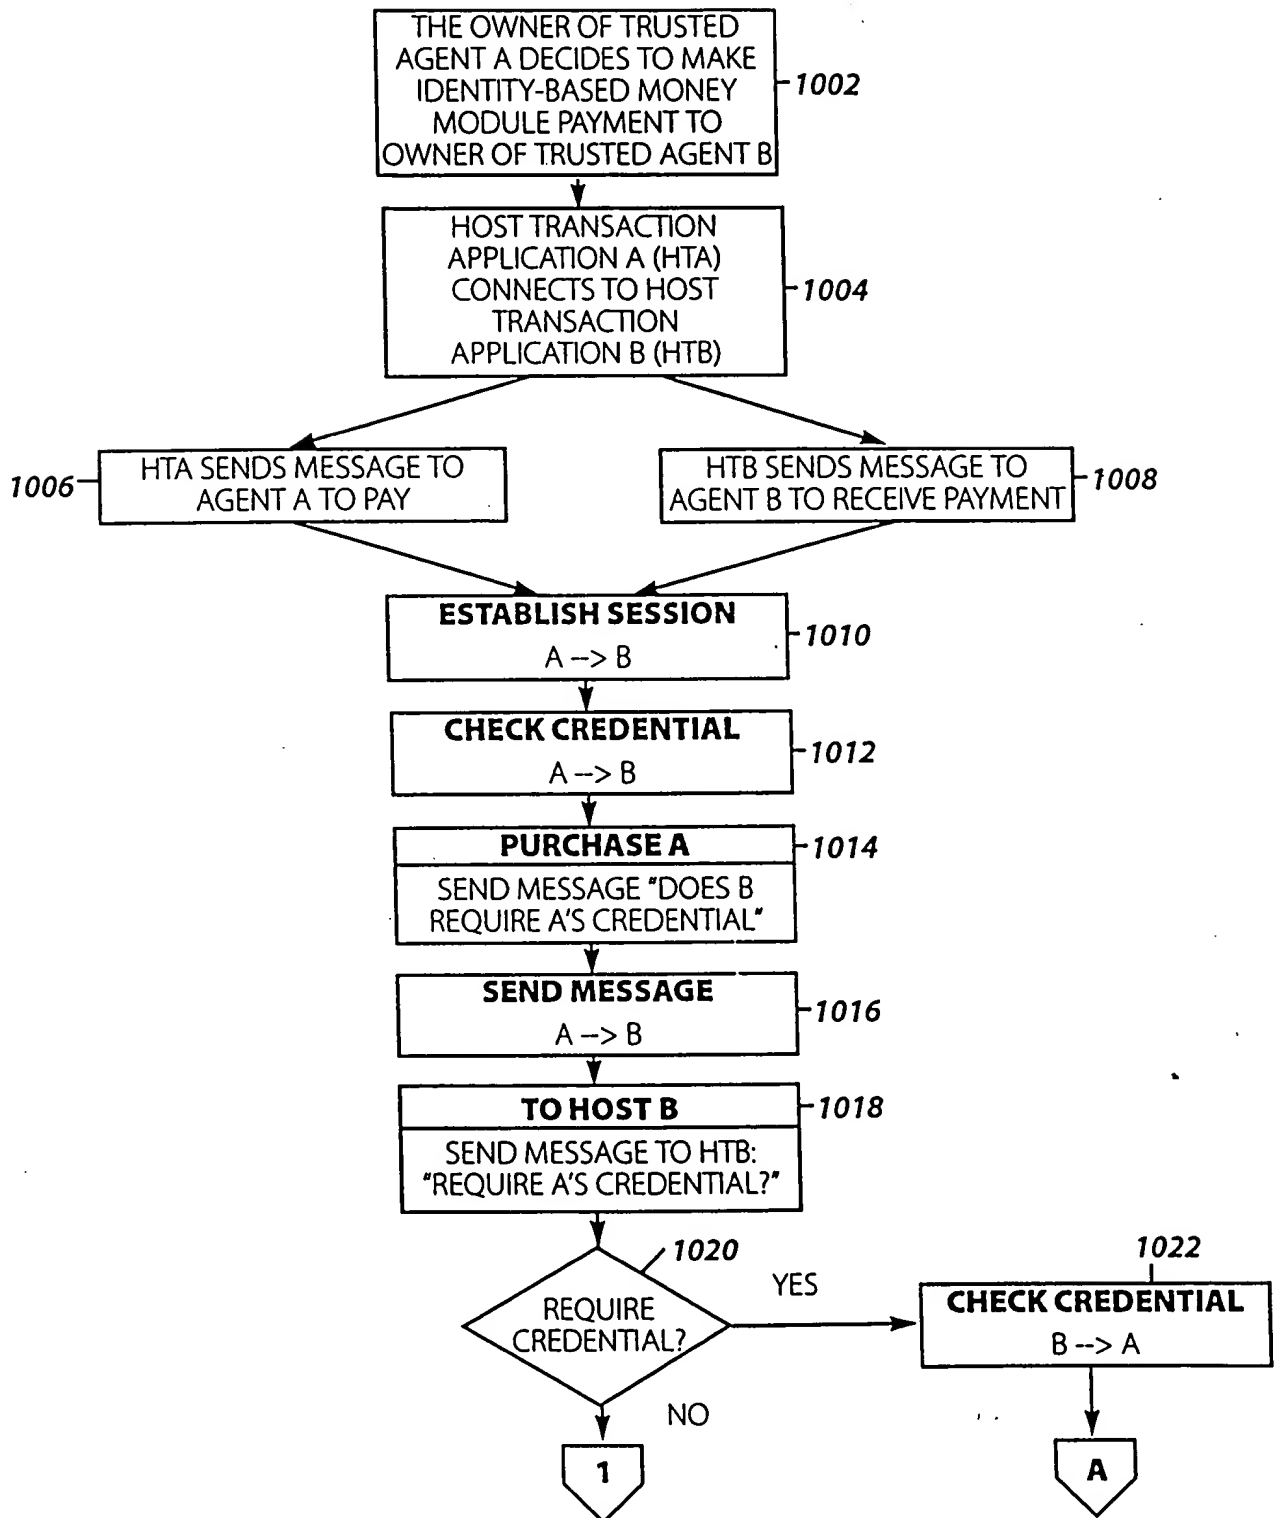 THE OWNER OF TRUSTED
AGENT A DECIDES TO MAKE
IDENTITY-BASED MONEY
MODULE PAYMENT TO
OWNER OF TRUSTED AGENT B
1002
HOST TRANSACTION
APPLICATION A (HTA)
CONNECTS TO HOST
TRANSACTION
APPLICATION B (HTB)
1004
1006
HTA SENDS MESSAGE TO
AGENT A TO PAY
HTB SENDS MESSAGE TO
AGENT B TO RECEIVE PAYMENT
1008
ESTABLISH SESSION
A --> B
1010
CHECK CREDENTIAL
A --> B
1012
PURCHASE A
1014
SEND MESSAGE "DOES B
REQUIRE A'S CREDENTIAL"
SEND MESSAGE
A --> B
1016
TO HOST B
1018
SEND MESSAGE TO HTB:
"REQUIRE A'S CREDENTIAL?"
1020
REQUIRE
CREDENTIAL?
YES
1022
CHECK CREDENTIAL
B --> A
NO
1
A